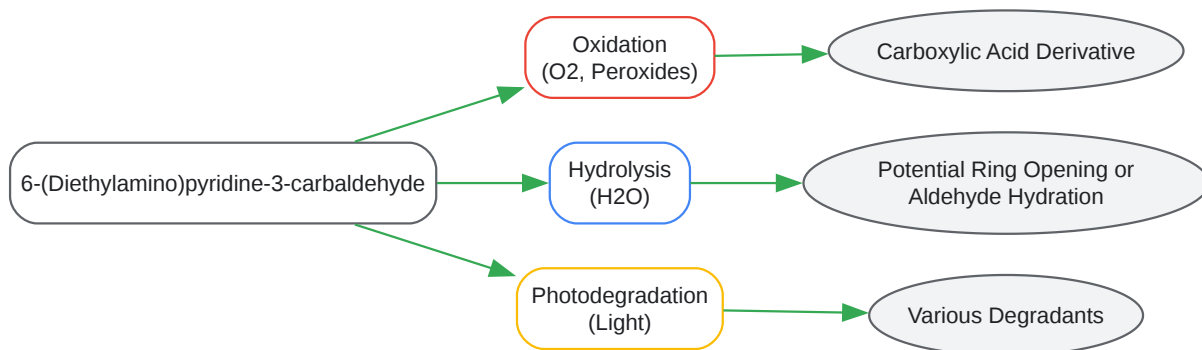 Oxidation
(O2, Peroxides)
Carboxylic Acid Derivative
6-(Diethylamino)pyridine-3-carbaldehyde
Hydrolysis
(H2O)
Potential Ring Opening or
Aldehyde Hydration
Photodegradation
(Light)
Various Degradants